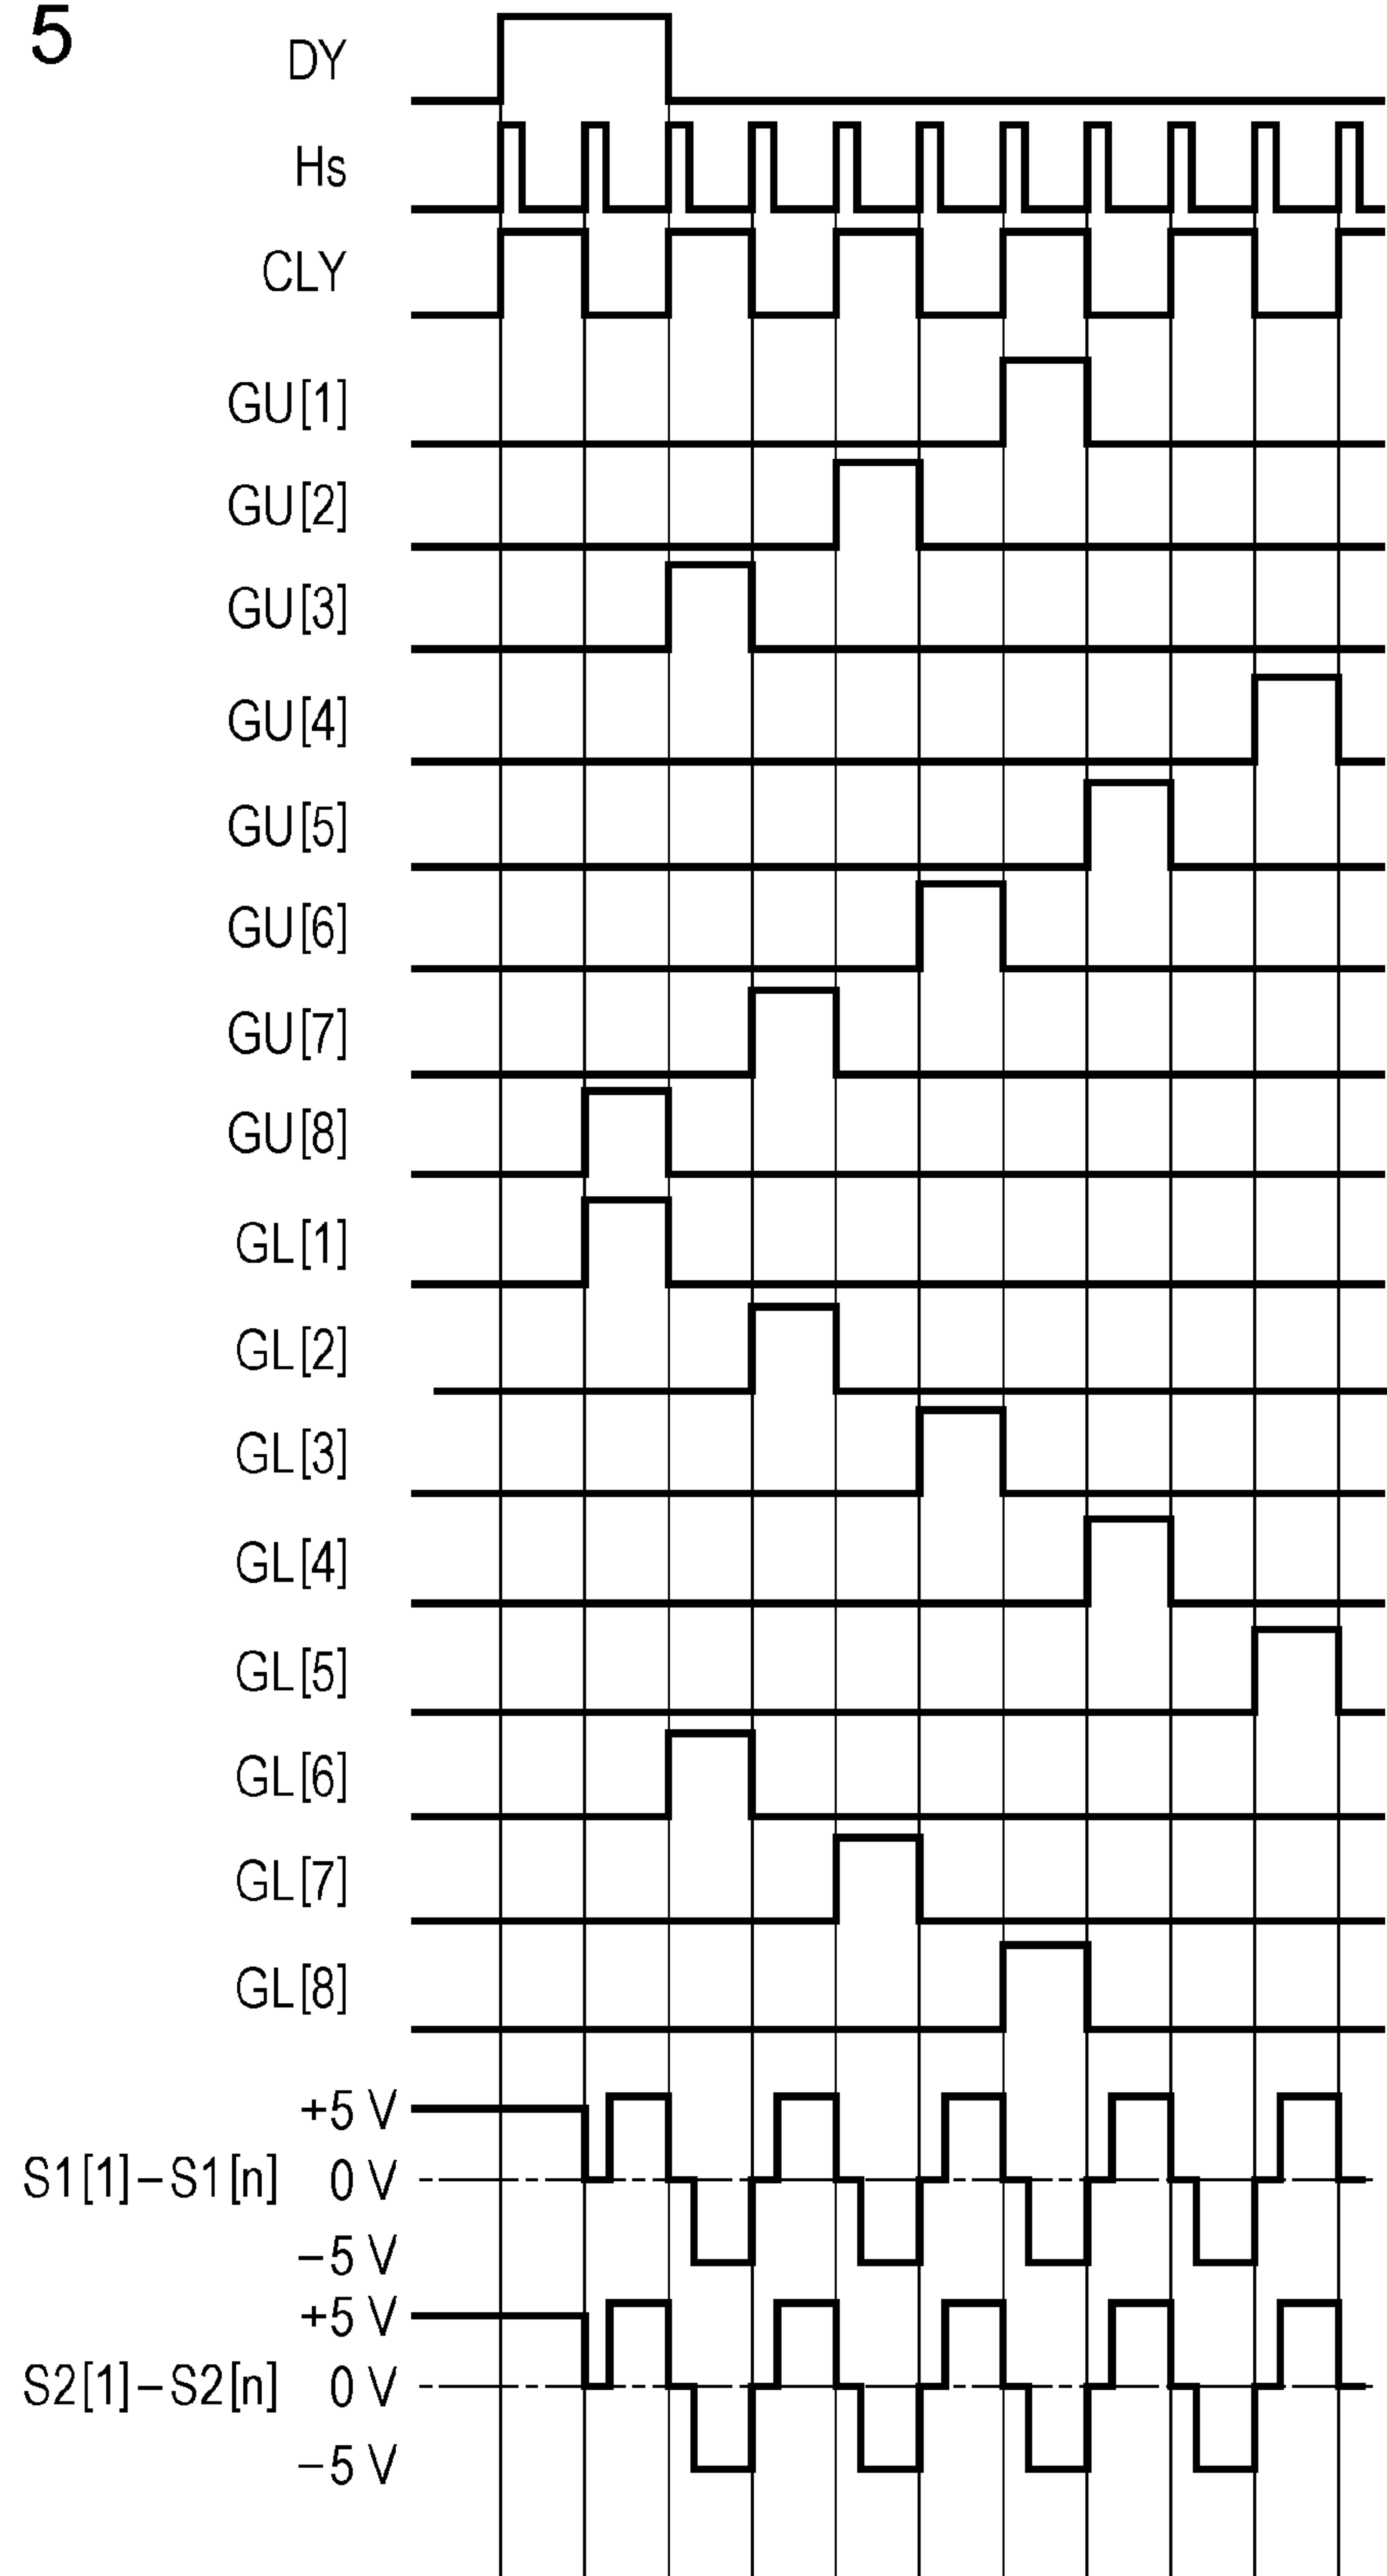 5
DY
Hs
CLY
GU[1]
GU[2]
GU[3]
GU[4]
GU[5]
GU[6]
GU[7]
GU[8]
GL[1]
GL[2]
GL[3]
GL[4]
GL[5]
GL[6]
GL[7]
GL[8]
+5 V
S1[1]−S1[n] 0 V
−5 V
+5 V
S2[1]−S2[n] 0 V
−5 V